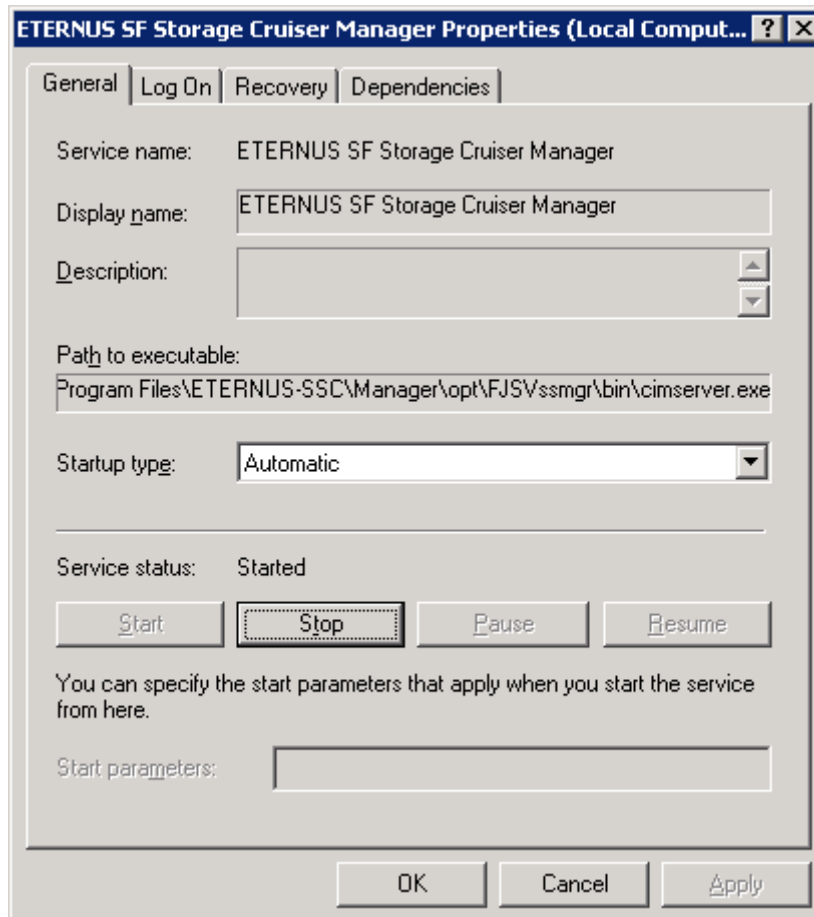 ETERNUS SF Storage Cruiser Manager Properties (Local Comput... ? X
General Log On Recovery Dependencies
Service name: ETERNUS SF Storage Cruiser Manager
Display name: ETERNUS SF Storage Cruiser Manager
Description:
Path to executable:
Program Files\ETERNUS-SSC\Manager\opt\FJSVssmgr\bin\cimserver.exe
Startup type: Automatic
Service status: Started
Start Stop Pause Resume
You can specify the start parameters that apply when you start the service
from here.
Start parameters:
OK Cancel Apply